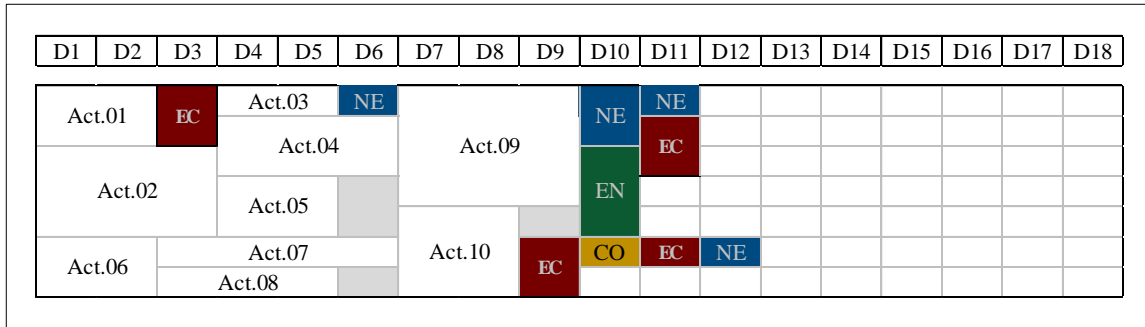 D1 D2 D3 D4 D5 D6 D7 D8 D9 D10 D11 D12 D13 D14 D15 D16 D17 D18
Act.01 EC Act.03 NE NE NE
Act.04 Act.09 EC
Act.02 EN
Act.05
Act.07 CO EC NE
Act.06 Act.10 EC
Act.08